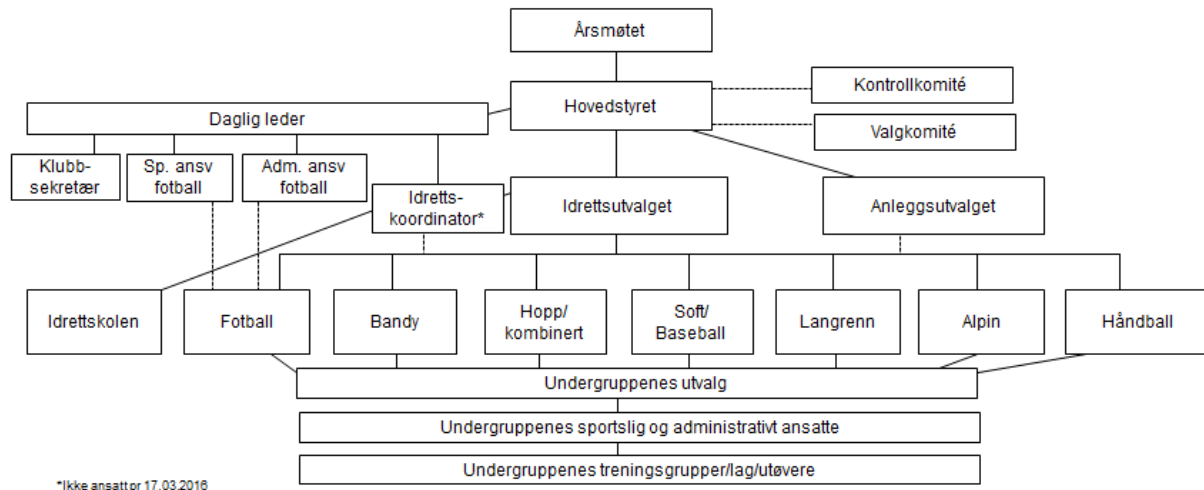 Årsmøtet
Hovedstyret
Kontrollkomité
Valgkomité
Daglig leder
Klubb-
sekretær
Sp. ansv
fotball
Adm. ansv
fotball
Idretts-
koordinator*
Idrettsutvalget
Anleggsutvalget
Idrettskolen
Fotball
Bandy
Hopp/
kombinert
Soft/
Baseball
Langrenn
Alpin
Håndball
Undergruppenes utvalg
Undergruppenes sportslig og administrativt ansatte
Undergruppenes treningsgrupper/lag/utøvere
*Ikke ansatt pr 17.03.2016